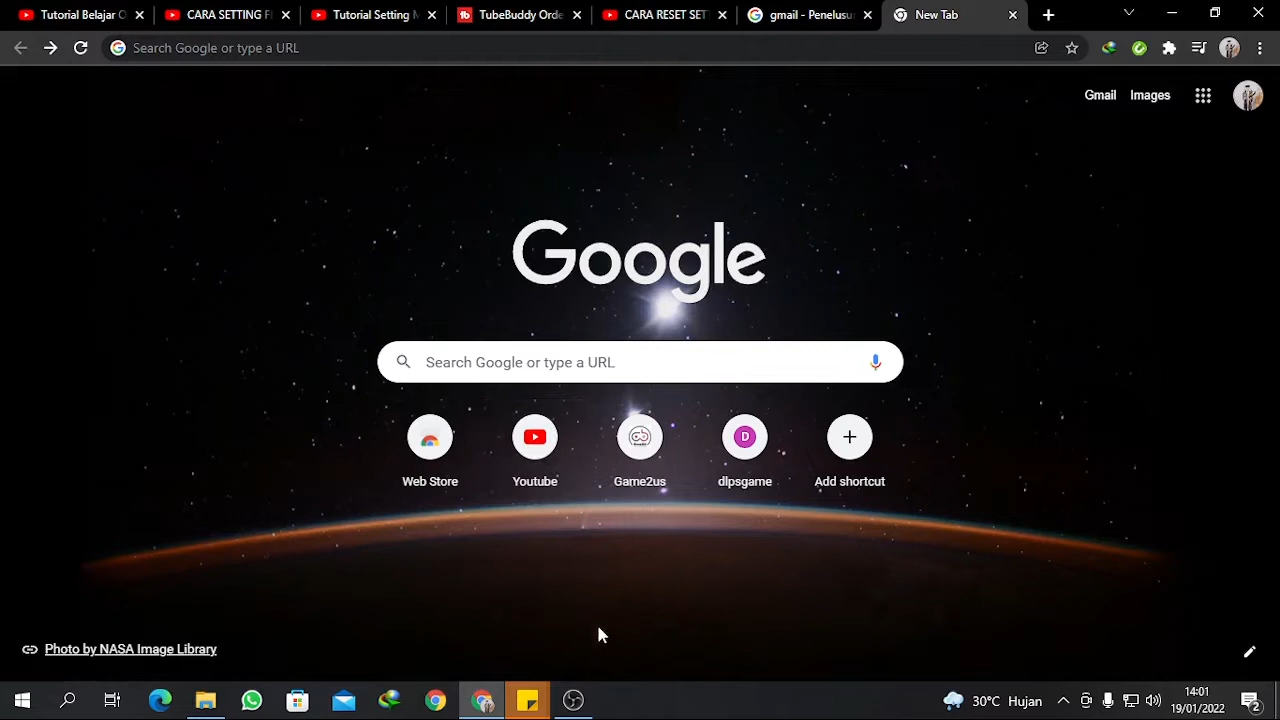 Tutorial Belajar O
CARA SETTING F
Tutorial Setting M
TubeBuddy Orde
CARA RESET SET
gmail - Penelusu
New Tab
Search Google or type a URL
Gmail
Images
Google
Search Google or type a URL
Web Store
Youtube
Game2us
D
dlpsgame
Add shortcut
Photo by NASA Image Library
30°C Hujan
14:01
19/01/2022
2